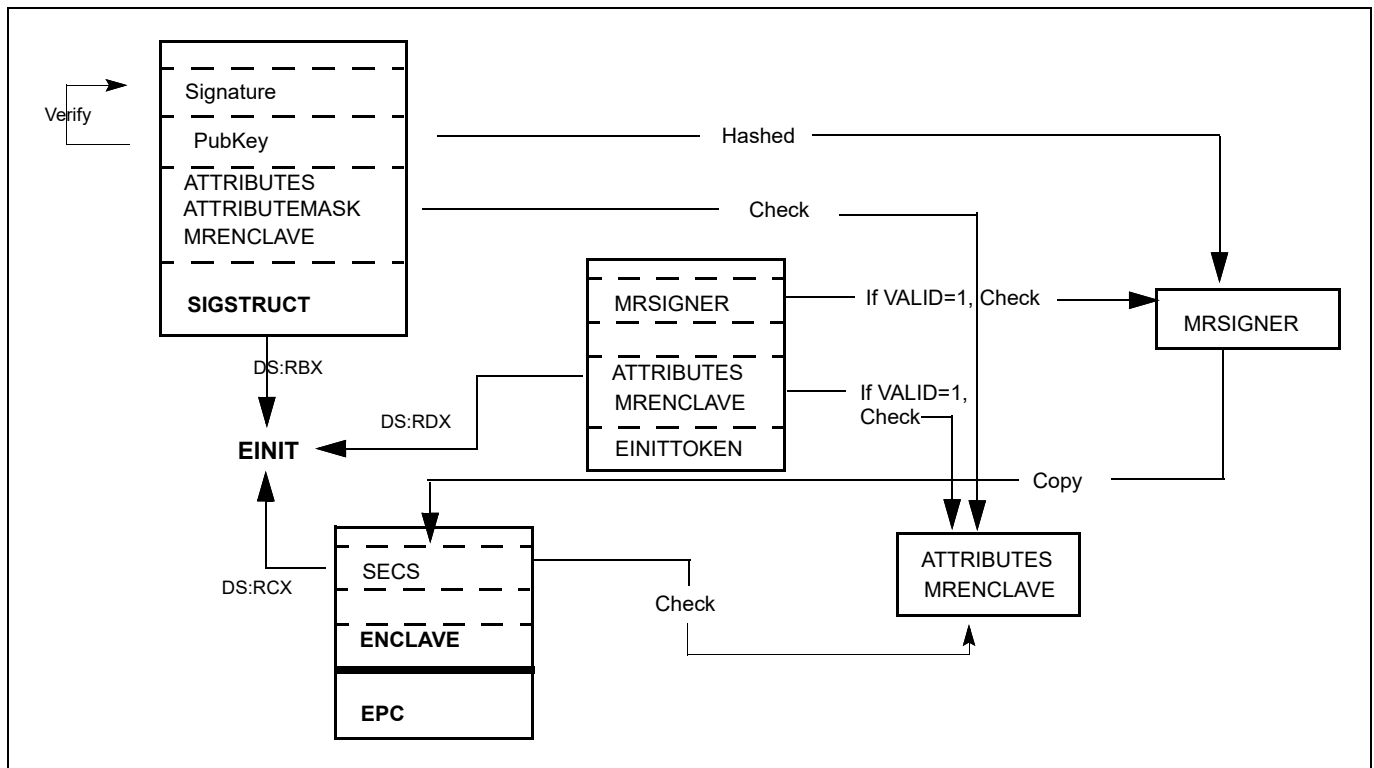 Signature
Verify
PubKey
Hashed
ATTRIBUTES
ATTRIBUTEMASK
MRENCLAVE
Check
SIGSTRUCT
MRSIGNER
If VALID=1, Check
MRSIGNER
DS:RBX
ATTRIBUTES
MRENCLAVE
If VALID=1,
Check
DS:RDX
EINIT
EINITTOKEN
Copy
SECS
DS:RCX
Check
ATTRIBUTES
MRENCLAVE
ENCLAVE
EPC